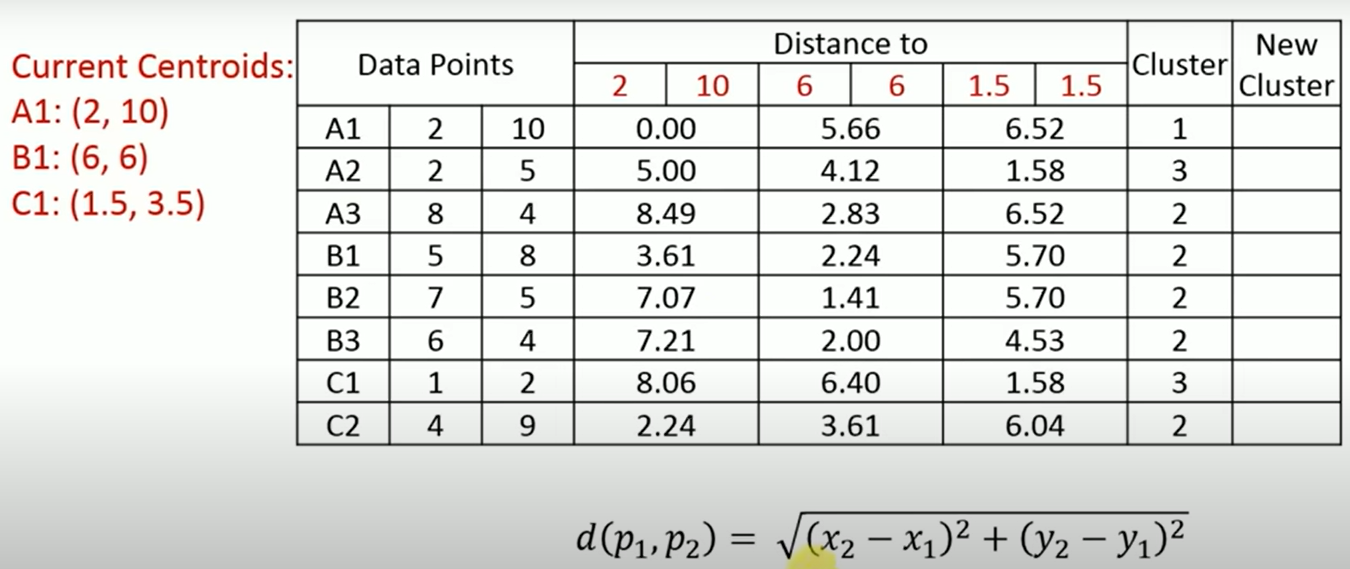 Current Centroids:
A1: (2, 10)
B1: (6, 6)
C1: (1.5, 3.5)
Data Points Distance to Cluster New Cluster
2 10 6 6 1.5 1.5
A1 2 10 0.00 5.66 6.52 1
A2 2 5 5.00 4.12 1.58 3
A3 8 4 8.49 2.83 6.52 2
B1 5 8 3.61 2.24 5.70 2
B2 7 5 7.07 1.41 5.70 2
B3 6 4 7.21 2.00 4.53 2
C1 1 2 8.06 6.40 1.58 3
C2 4 9 2.24 3.61 6.04 2
d(p₁, p₂) = √(x₂ − x₁)² + (y₂ − y₁)²